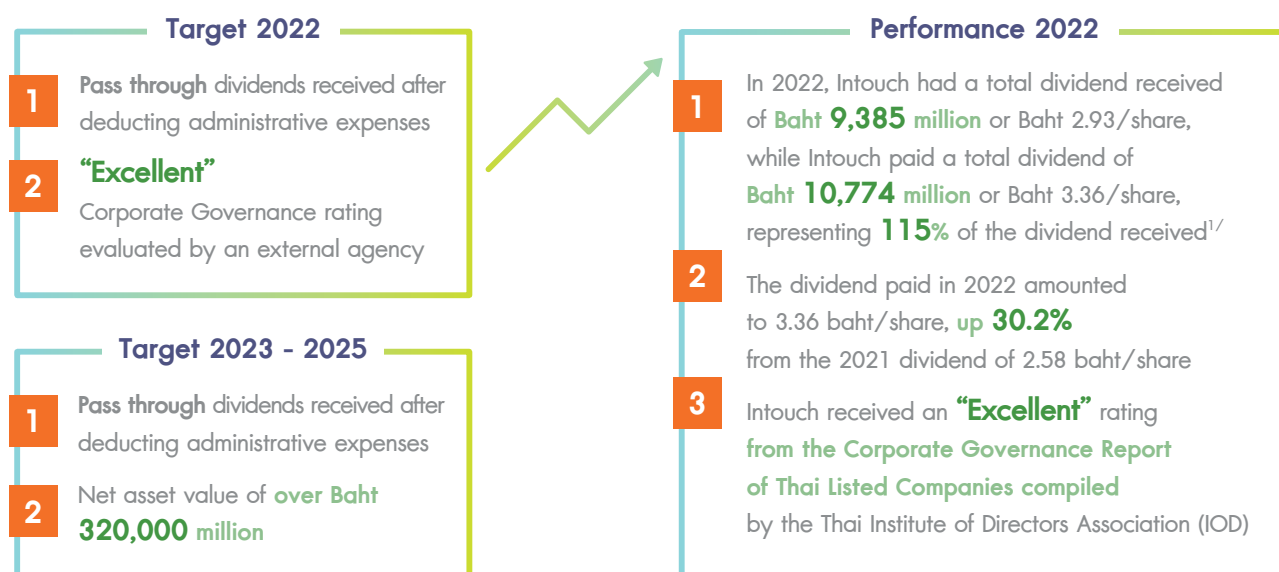 Target 2022
1
Pass through dividends received after
deducting administrative expenses
2
“Excellent”
Corporate Governance rating
evaluated by an external agency
Target 2023 - 2025
1
Pass through dividends received after
deducting administrative expenses
2
Net asset value of over Baht
320,000 million
Performance 2022
1
In 2022, Intouch had a total dividend received
of Baht 9,385 million or Baht 2.93/share,
while Intouch paid a total dividend of
Baht 10,774 million or Baht 3.36/share,
representing 115% of the dividend received1/
2
The dividend paid in 2022 amounted
to 3.36 baht/share, up 30.2%
from the 2021 dividend of 2.58 baht/share
3
Intouch received an “Excellent” rating
from the Corporate Governance Report
of Thai Listed Companies compiled
by the Thai Institute of Directors Association (IOD)